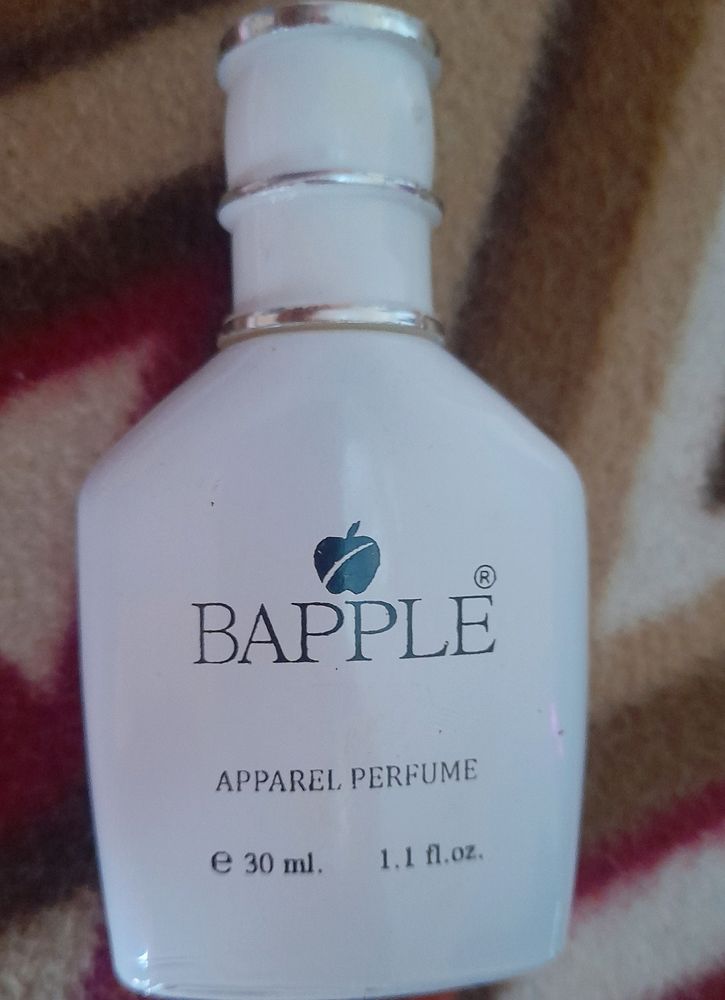 BAPPLE®
APPAREL PERFUME
℮ 30 ml. 1.1 fl.oz.